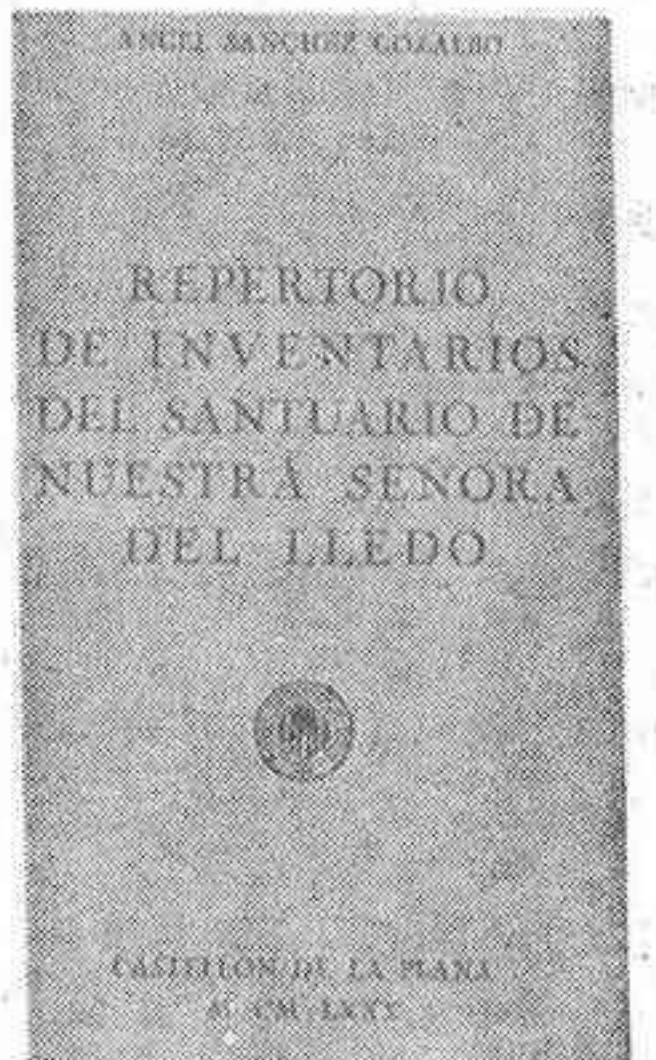 ANGEL SANCHEZ GOZALBO
REPERTORIO
DE INVENTARIOS
DEL SANTUARIO DE
NUESTRA SEÑORA
DEL LLEDO
CASTELLON DE LA PLANA